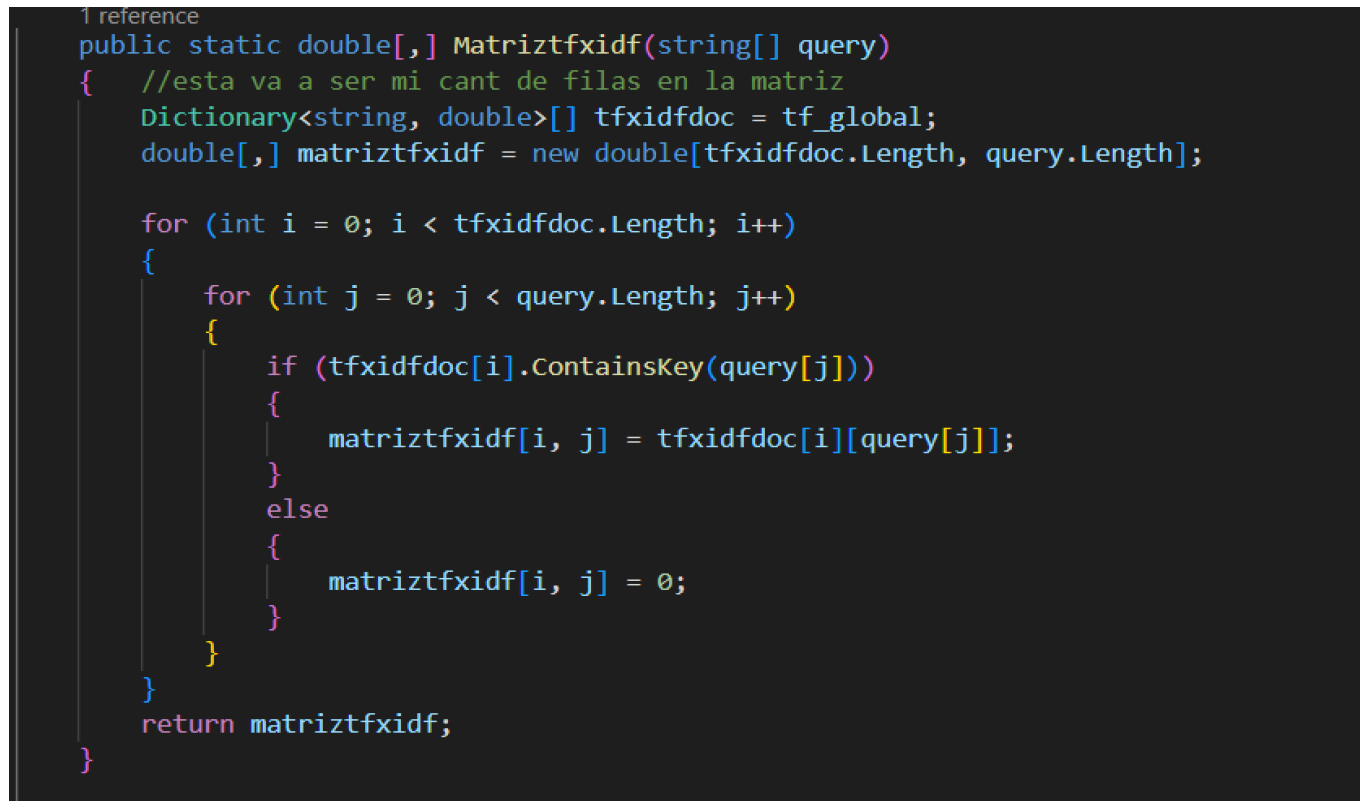 1 reference
public static double[,] Matriztfxidf(string[] query)
{   //esta va a ser mi cant de filas en la matriz
    Dictionary<string, double>[] tfxidfdoc = tf_global;
    double[,] matriztfxidf = new double[tfxidfdoc.Length, query.Length];

    for (int i = 0; i < tfxidfdoc.Length; i++)
    {
        for (int j = 0; j < query.Length; j++)
        {
            if (tfxidfdoc[i].ContainsKey(query[j]))
            {
                matriztfxidf[i, j] = tfxidfdoc[i][query[j]];
            }
            else
            {
                matriztfxidf[i, j] = 0;
            }
        }
    }
    return matriztfxidf;
}